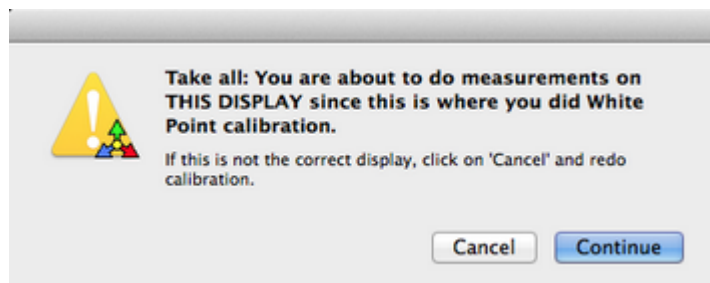 Take all: You are about to do measurements on
THIS DISPLAY since this is where you did White
Point calibration.
If this is not the correct display, click on 'Cancel' and redo
calibration.
Cancel
Continue